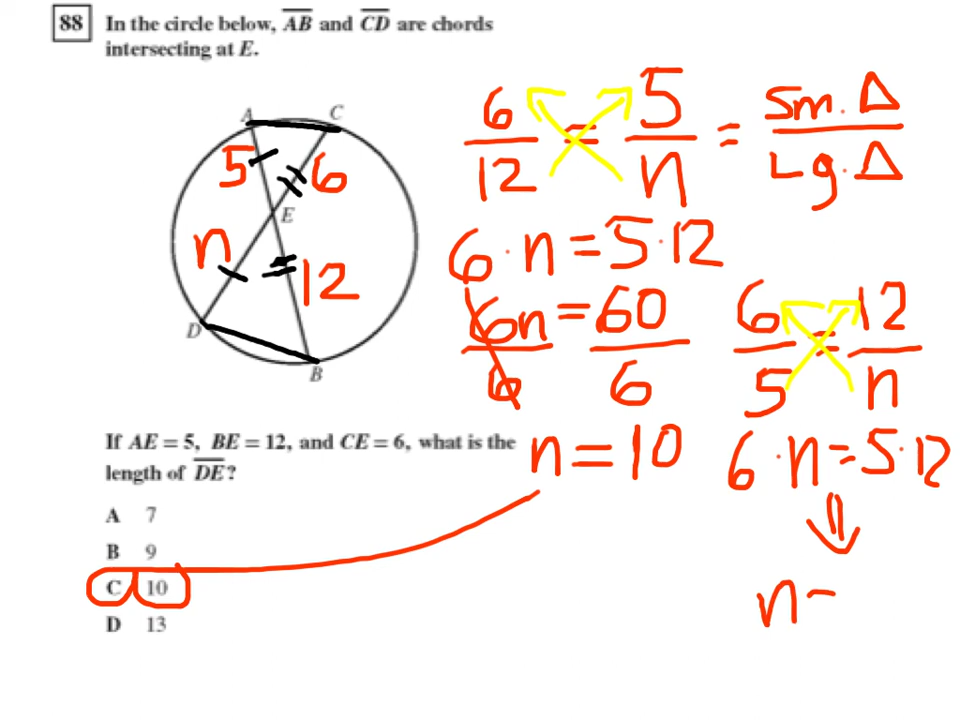 88 In the circle below, AB and CD are chords
intersecting at E.
A C
5 6
E
n 12
D
B
6/12 = 5/n = sm. Δ/Lg. Δ
6 · n = 5·12
6n/6 = 60/6
n = 10
6/5 = 12/n
6 · n = 5·12
⇓
n =
If AE = 5, BE = 12, and CE = 6, what is the
length of DE?
A 7
B 9
C 10
D 13